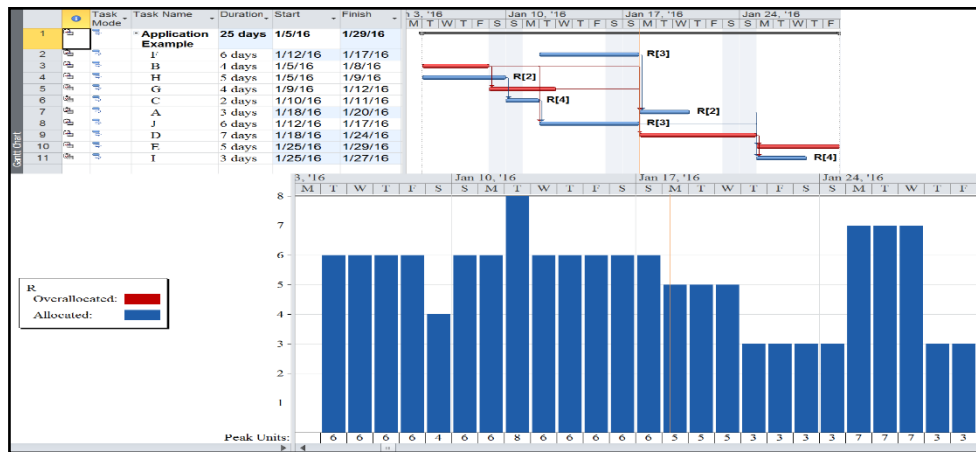 Task Mode Task Name Duration Start Finish n 3, '16 Jan 10, '16 Jan 17, '16 Jan 24, '16
M T W T F S S M T W T F S S M T W T F S S M T W T F
1 Application Example 25 days 1/5/16 1/29/16
2 F 6 days 1/12/16 1/17/16 R[3]
3 B 4 days 1/5/16 1/8/16
4 H 5 days 1/5/16 1/9/16 R[2]
5 G 4 days 1/9/16 1/12/16
6 C 2 days 1/10/16 1/11/16 R[4]
7 A 3 days 1/18/16 1/20/16 R[2]
8 J 6 days 1/12/16 1/17/16 R[3]
9 D 7 days 1/18/16 1/24/16
10 E 5 days 1/25/16 1/29/16
11 I 3 days 1/25/16 1/27/16 R[4]
Gantt Chart
3, '16 Jan 10, '16 Jan 17, '16 Jan 24, '16
M T W T F S S M T W T F S S M T W T F S S M T W T F
8
7
6
5
4
3
2
1
R
Overallocated:
Allocated:
Peak Units: 6 6 6 6 4 6 6 8 6 6 6 6 6 5 5 5 3 3 3 3 7 7 7 3 3